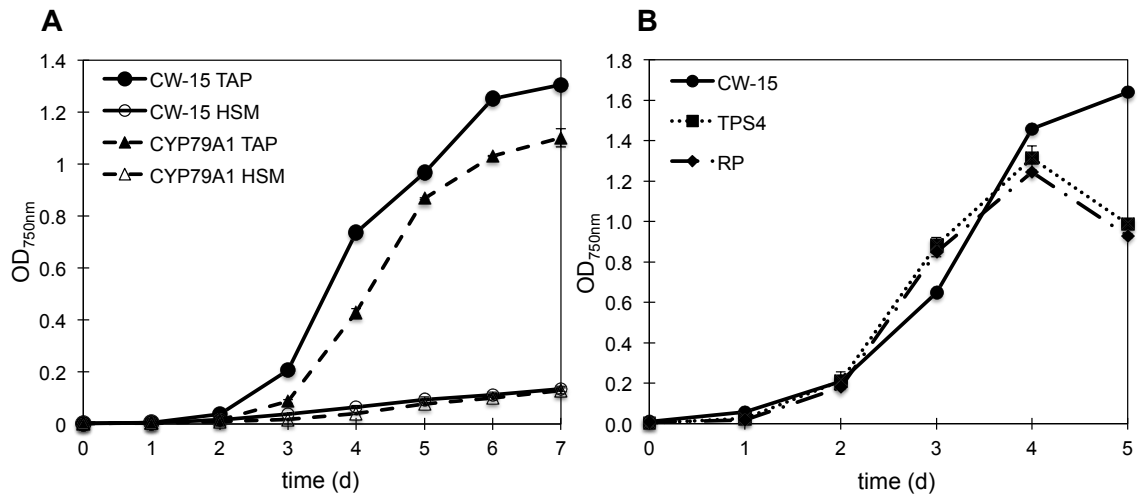 A
1.4
1.2
1
0.8
0.6
0.4
0.2
0
OD750nm
CW-15 TAP
CW-15 HSM
CYP79A1 TAP
CYP79A1 HSM
0 1 2 3 4 5 6 7
time (d)
B
1.8
1.6
1.4
1.2
1.0
0.8
0.6
0.4
0.2
0.0
OD750nm
CW-15
TPS4
RP
0 1 2 3 4 5
time (d)